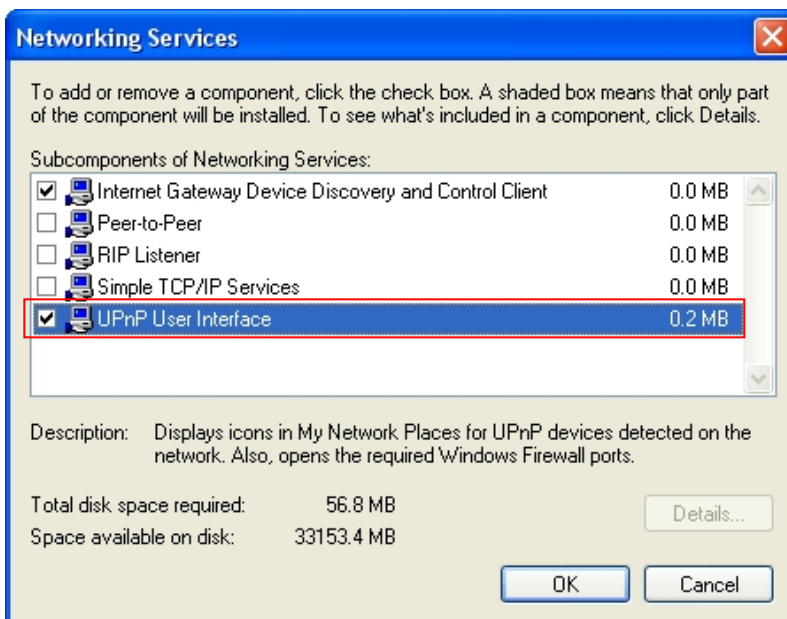 Networking Services
To add or remove a component, click the check box. A shaded box means that only part
of the component will be installed. To see what's included in a component, click Details.
Subcomponents of Networking Services:
Internet Gateway Device Discovery and Control Client 0.0 MB
Peer-to-Peer 0.0 MB
RIP Listener 0.0 MB
Simple TCP/IP Services 0.0 MB
UPnP User Interface 0.2 MB
Description: Displays icons in My Network Places for UPnP devices detected on the
network. Also, opens the required Windows Firewall ports.
Total disk space required: 56.8 MB
Space available on disk: 33153.4 MB
Details...
OK Cancel